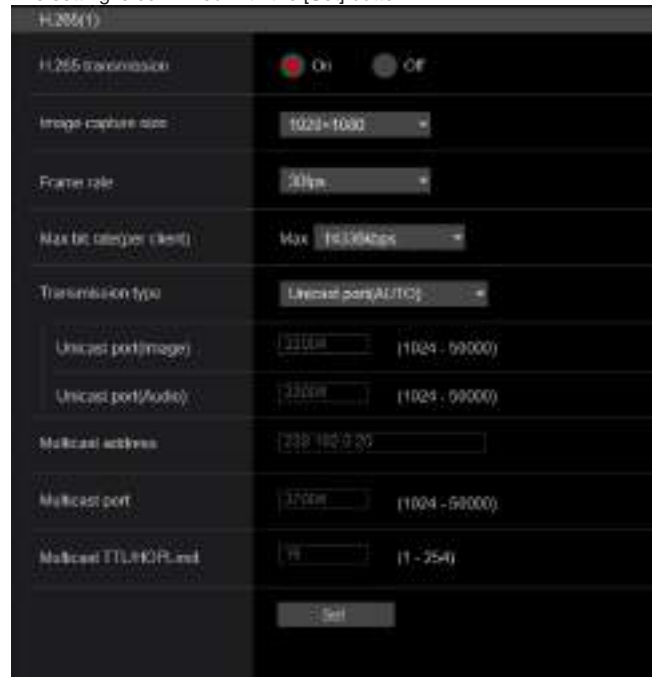 H.265(1)
H.265 transmission On Off
Image capture size 1920×1080
Frame rate 30fps
Max bit rate(per client) Max 14336kbps
Transmission type Unicast port(AUTO)
Unicast port(Image) (1024 - 50000)
Unicast port(Audio) (1024 - 50000)
Multicast address
Multicast port (1024 - 50000)
Multicast TTL/HOPLimit 16 (1 - 254)
Set